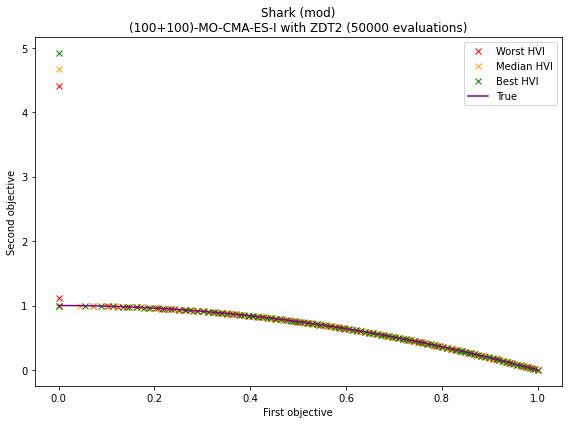 Shark (mod)
(100+100)-MO-CMA-ES-I with ZDT2 (50000 evaluations)
Worst HVI
Median HVI
Best HVI
True
Second objective
5
4
3
2
1
0
0.0 0.2 0.4 0.6 0.8 1.0
First objective